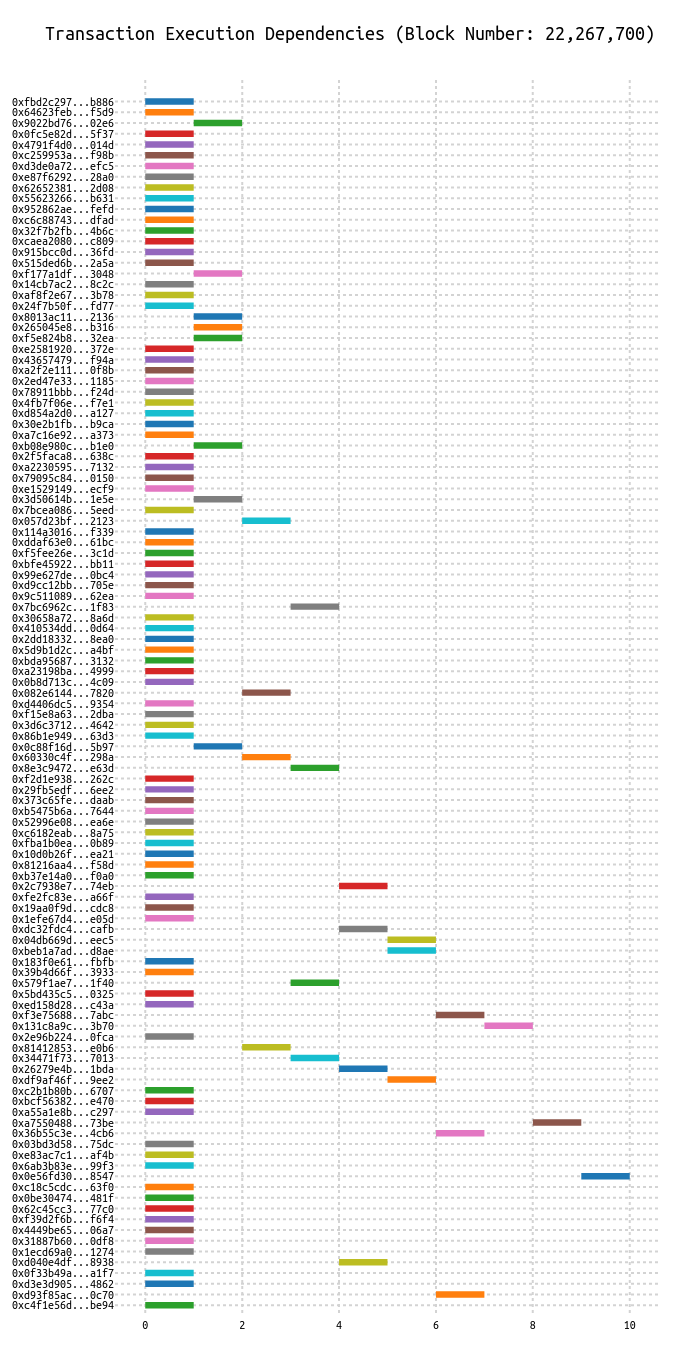 Transaction Execution Dependencies (Block Number: 22,267,700)
0xfbd2c297...b886
0x64623feb...f5d9
0x9022bd76...02e6
0x0fc5e82d...5f37
0x4791f4d0...014d
0xc259953a...f98b
0xd3de0a72...efc5
0xe87f6292...28a0
0x62652381...2d08
0x55623266...b631
0x952862ae...fefd
0xc6c88743...dfad
0x32f7b2fb...4b6c
0xcaea2080...c809
0x915bcc0d...36fd
0x515ded6b...2a5a
0xf177a1df...3048
0x14cb7ac2...8c2c
0xaf8f2e67...3b78
0x24f7b50f...fd77
0x8013ac11...2136
0x265045e8...b316
0xf5e824b8...32ea
0xe2581920...372e
0x43657479...f94a
0xa2f2e111...0f8b
0x2ed47e33...1185
0x78911bbb...f24d
0x4fb7f06e...f7e1
0xd854a2d0...a127
0x30e2b1fb...b9ca
0xa7c16e92...a373
0xb08e980c...b1e0
0x2f5faca8...638c
0xa2230595...7132
0x79095c84...0150
0xe1529149...ecf9
0x3d50614b...1e5e
0x7bcea086...5eed
0x057d23bf...2123
0x114a3016...f339
0xddaf63e0...61bc
0xf5fee26e...3c1d
0xbfe45922...bb11
0x99e627de...0bc4
0xd9cc12bb...705e
0x9c511089...62ea
0x7bc6962c...1f83
0x30658a72...8a6d
0x410534dd...0d64
0x2dd18332...8ea0
0x5d9b1d2c...a4bf
0xbda95687...3132
0xa23198ba...4999
0x0b8d713c...4c09
0x082e6144...7820
0xd4406dc5...9354
0xf15e8a63...2dba
0x3d6c3712...4642
0x86b1e949...63d3
0x0c88f16d...5b97
0x60330c4f...298a
0x8e3c9472...e63d
0xf2d1e938...262c
0x29fb5edf...6ee2
0x373c65fe...daab
0xb5475b6a...7644
0x52996e08...ea6e
0xc6182eab...8a75
0xfba1b0ea...0b89
0x10d0b26f...ea21
0x81216aa4...f58d
0xb37e14a0...f0a0
0x2c7938e7...74eb
0xfe2fc83e...a66f
0x19aa0f9d...cdc8
0x1efe67d4...e05d
0xdc32fdc4...cafb
0x04db669d...eec5
0xbeb1a7ad...d8ae
0x183f0e61...fbfb
0x39b4d66f...3933
0x579f1ae7...1f40
0x5bd435c5...0325
0xed158d28...c43a
0xf3e75688...7abc
0x131c8a9c...3b70
0x2e96b224...0fca
0x81412853...e0b6
0x34471f73...7013
0x26279e4b...1bda
0xdf9af46f...9ee2
0xc2b1b80b...6707
0xbcf56382...e470
0xa55a1e8b...c297
0xa7550488...73be
0x36b55c3e...4cb6
0x03bd3d58...75dc
0xe83ac7c1...af4b
0x6ab3b83e...99f3
0x0e56fd30...8547
0xc18c5cdc...63f0
0x0be30474...481f
0x62c45cc3...77c0
0xf39d2f6b...f6f4
0x4449be65...06a7
0x31887b60...0df8
0x1ecd69a0...1274
0xd040e4df...8938
0x0f33b49a...a1f7
0xd3e3d905...4862
0xd93f85ac...0c70
0xc4f1e56d...be94
0 2 4 6 8 10